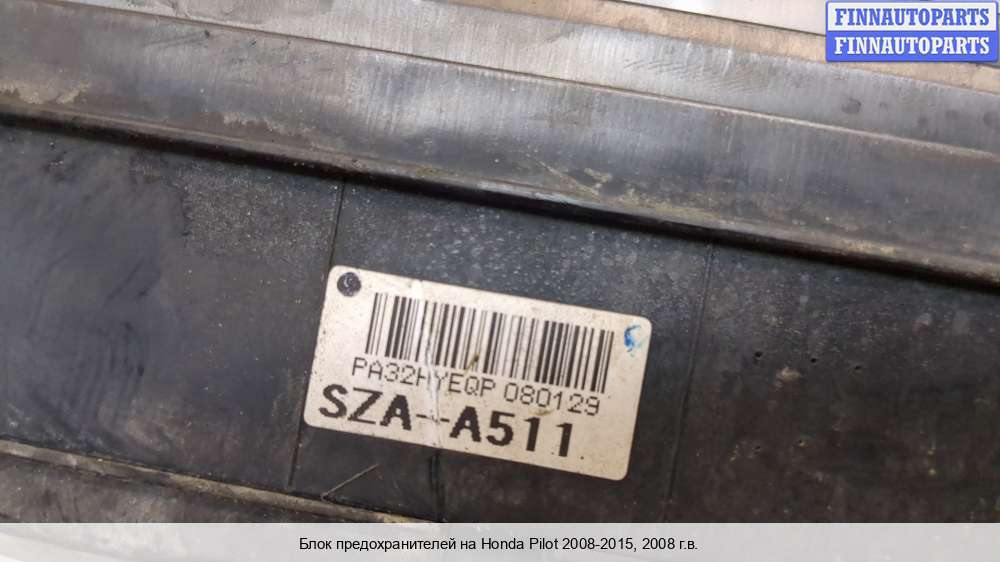 FINNAUTOPARTS
FINNAUTOPARTS
PA32HYEQP 080129
SZA-A511
Блок предохранителей на Honda Pilot 2008-2015, 2008 г.в.